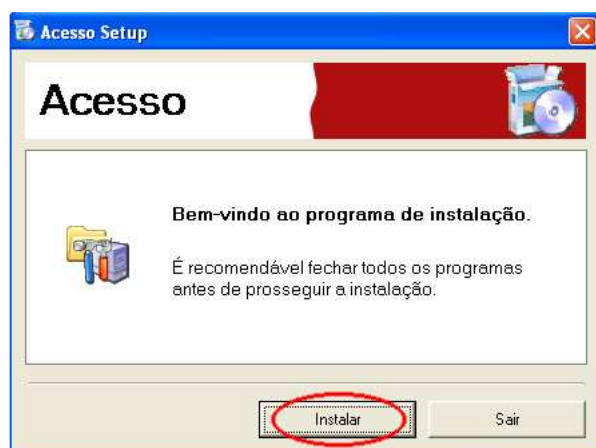 Acesso Setup
Acesso
Bem-vindo ao programa de instalação.
É recomendável fechar todos os programas
antes de prosseguir a instalação.
Instalar
Sair